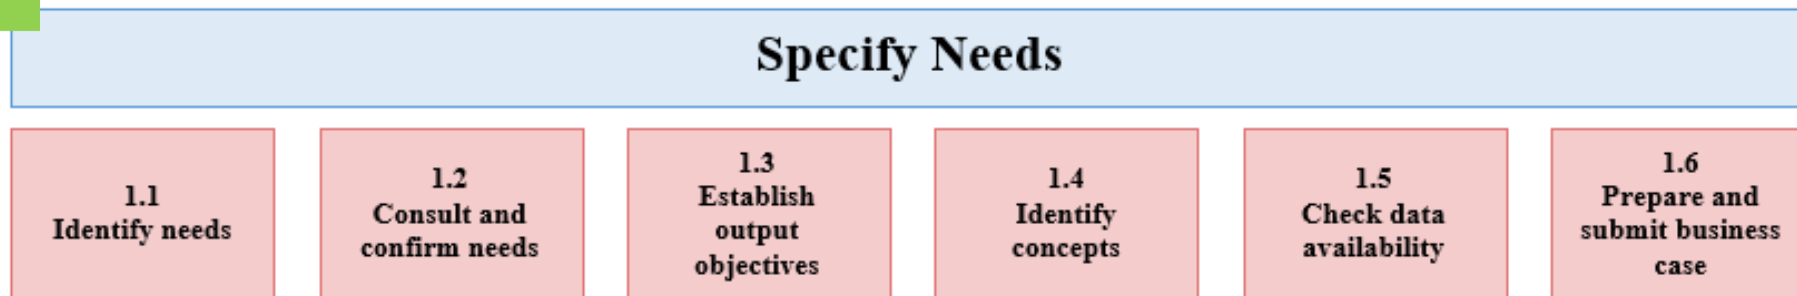 Specify Needs
1.1
Identify needs
1.2
Consult and
confirm needs
1.3
Establish
output
objectives
1.4
Identify
concepts
1.5
Check data
availability
1.6
Prepare and
submit business
case